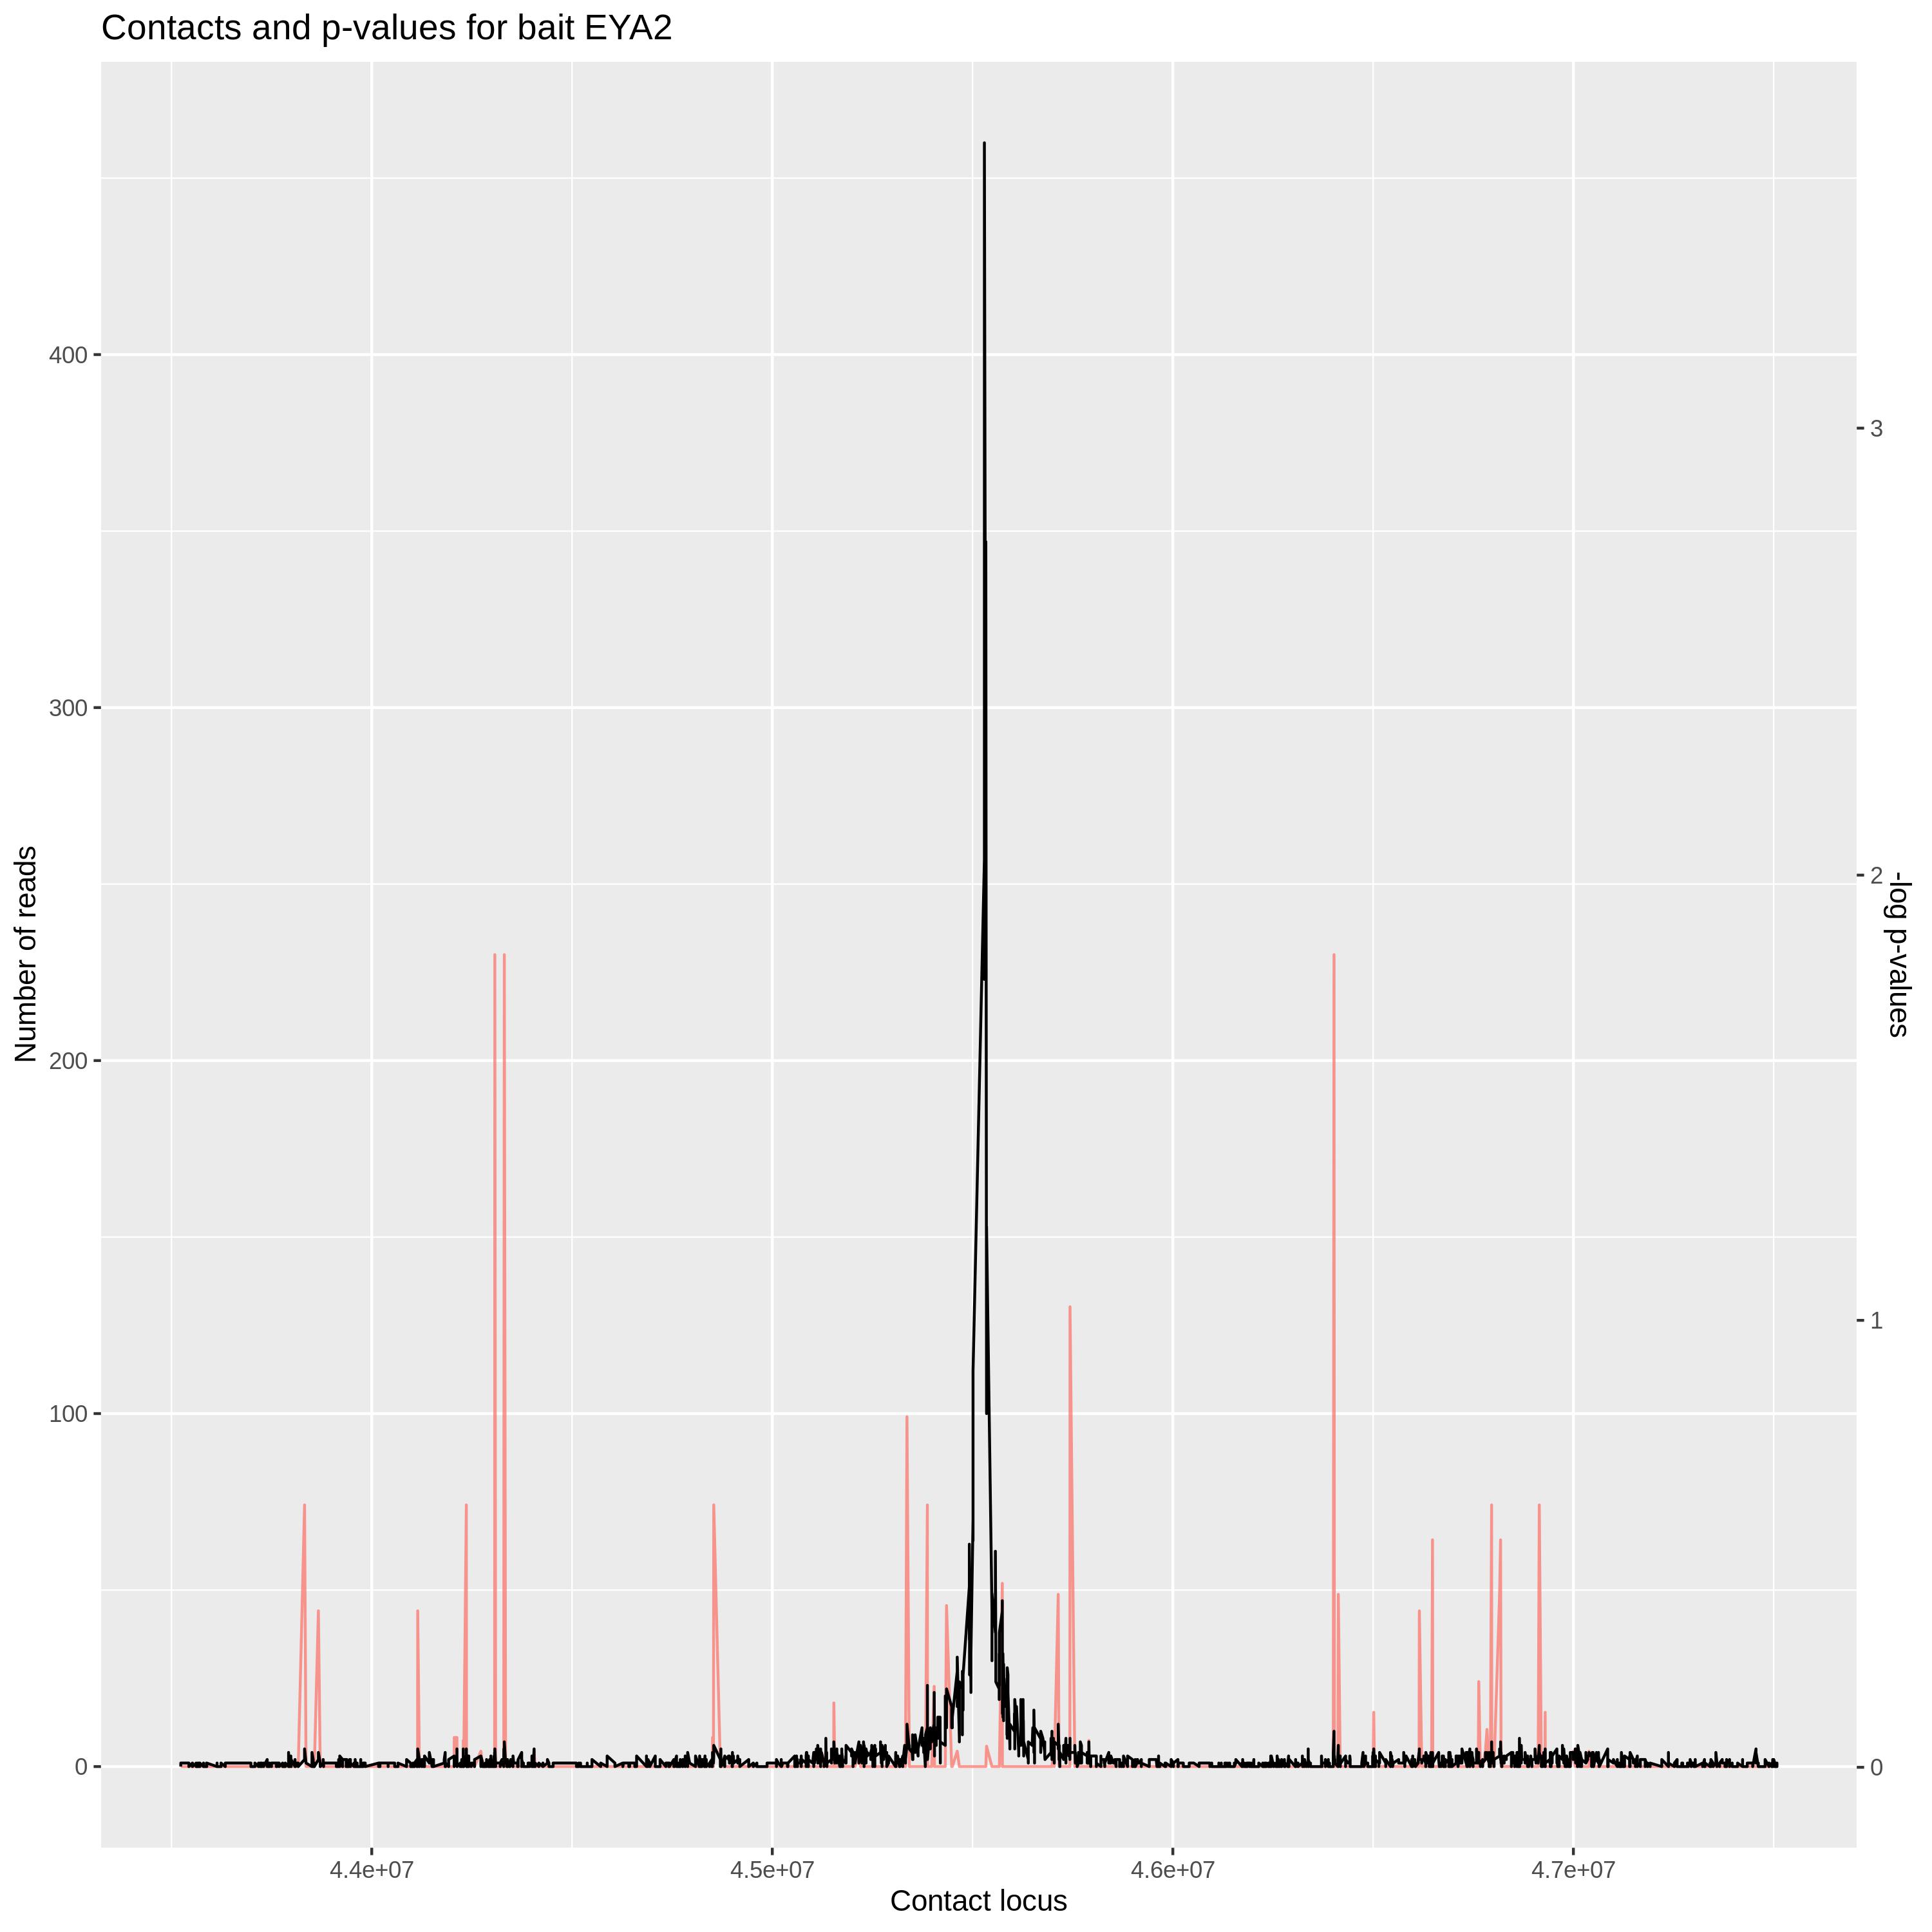 Contacts and p-values for bait EYA2
Number of reads
400
300
200
100
0
3
2
1
0
-log p-values
4.4e+07
4.5e+07
4.6e+07
4.7e+07
Contact locus